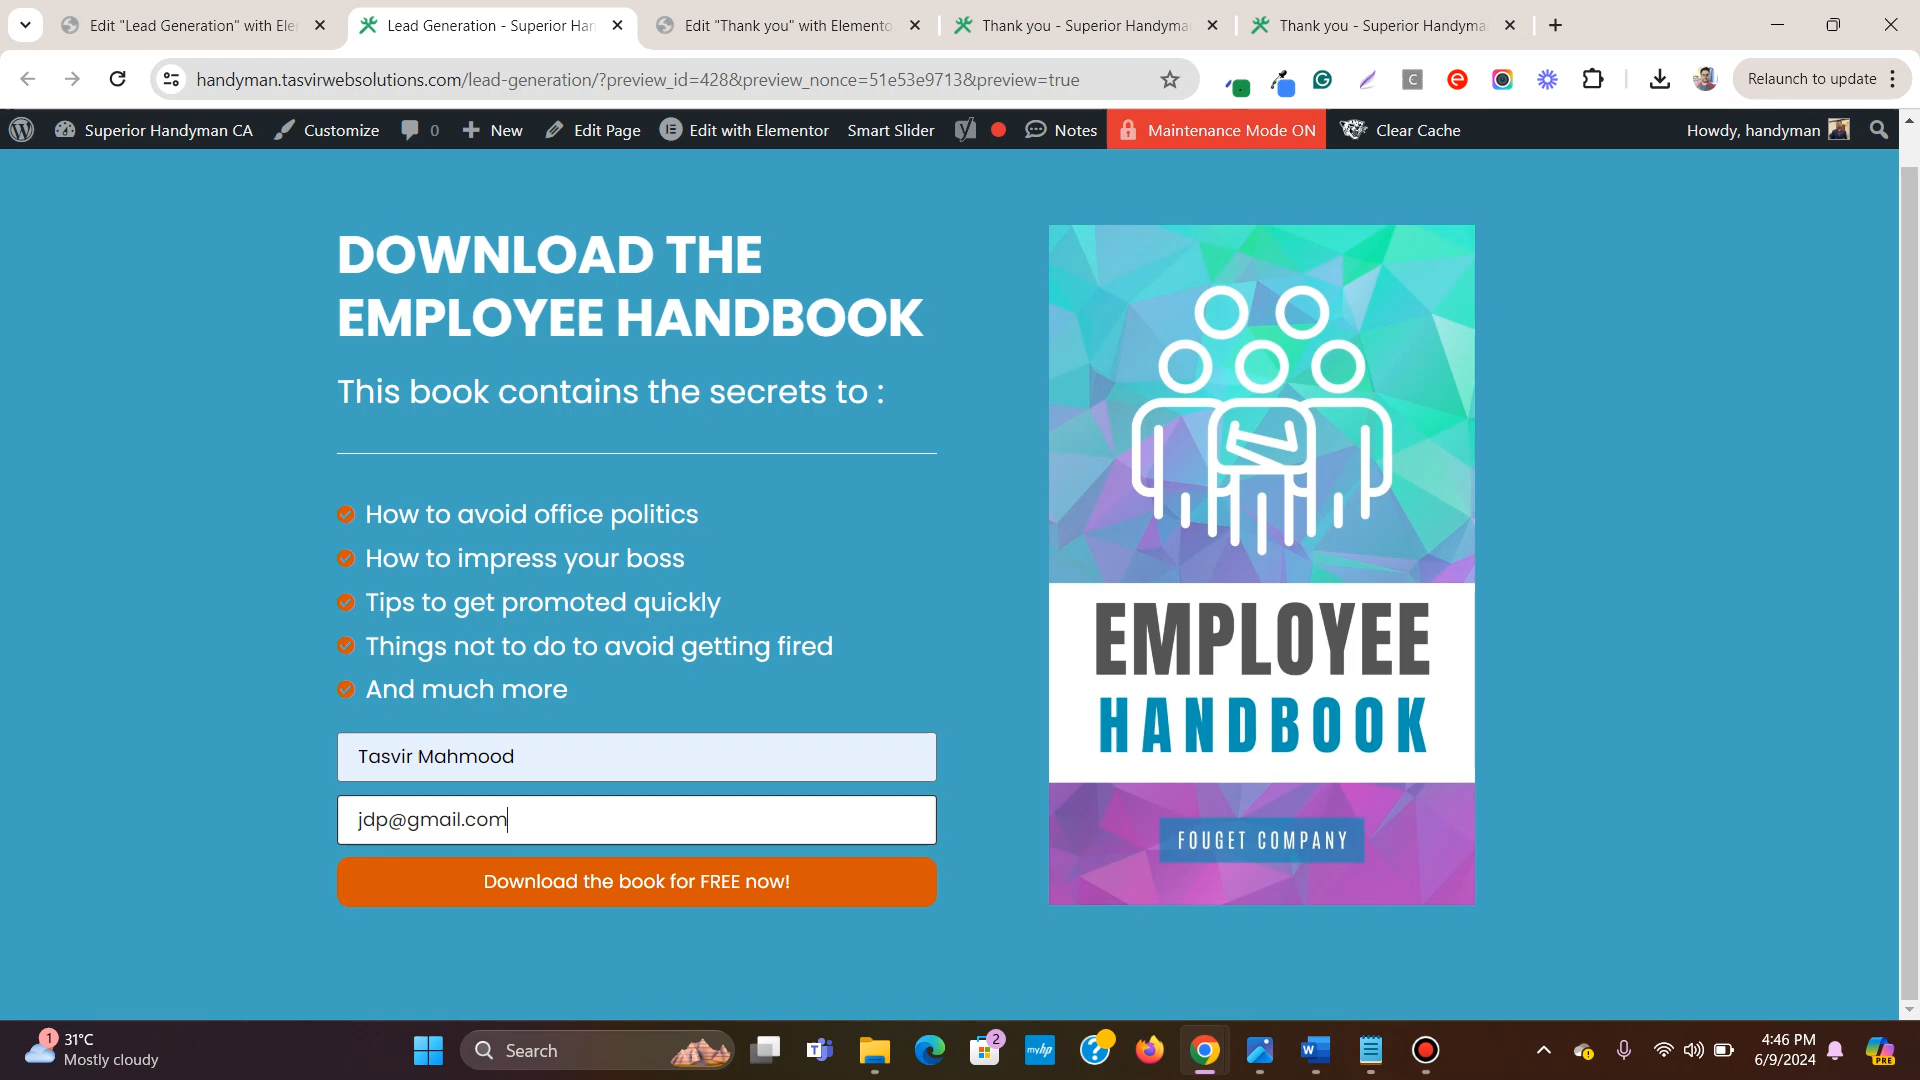 Edit "Lead Generation" with Ele
Lead Generation - Superior Han
Edit "Thank you" with Elemento
Thank you - Superior Handyma
Thank you - Superior Handyma
handyman.tasvirwebsolutions.com/lead-generation/?preview_id=428&preview_nonce=51e53e9713&preview=true
Relaunch to update
Superior Handyman CA
Customize
0
New
Edit Page
Edit with Elementor
Smart Slider
Notes
Maintenance Mode ON
Clear Cache
Howdy, handyman
DOWNLOAD THE
EMPLOYEE HANDBOOK
This book contains the secrets to :
How to avoid office politics
How to impress your boss
Tips to get promoted quickly
Things not to do to avoid getting fired
And much more
Tasvir Mahmood
jdp@gmail.com
Download the book for FREE now!
EMPLOYEE
HANDBOOK
FOUGET COMPANY
1
31°C
Mostly cloudy
Search
2
myhp
4:46 PM
6/9/2024
PRE